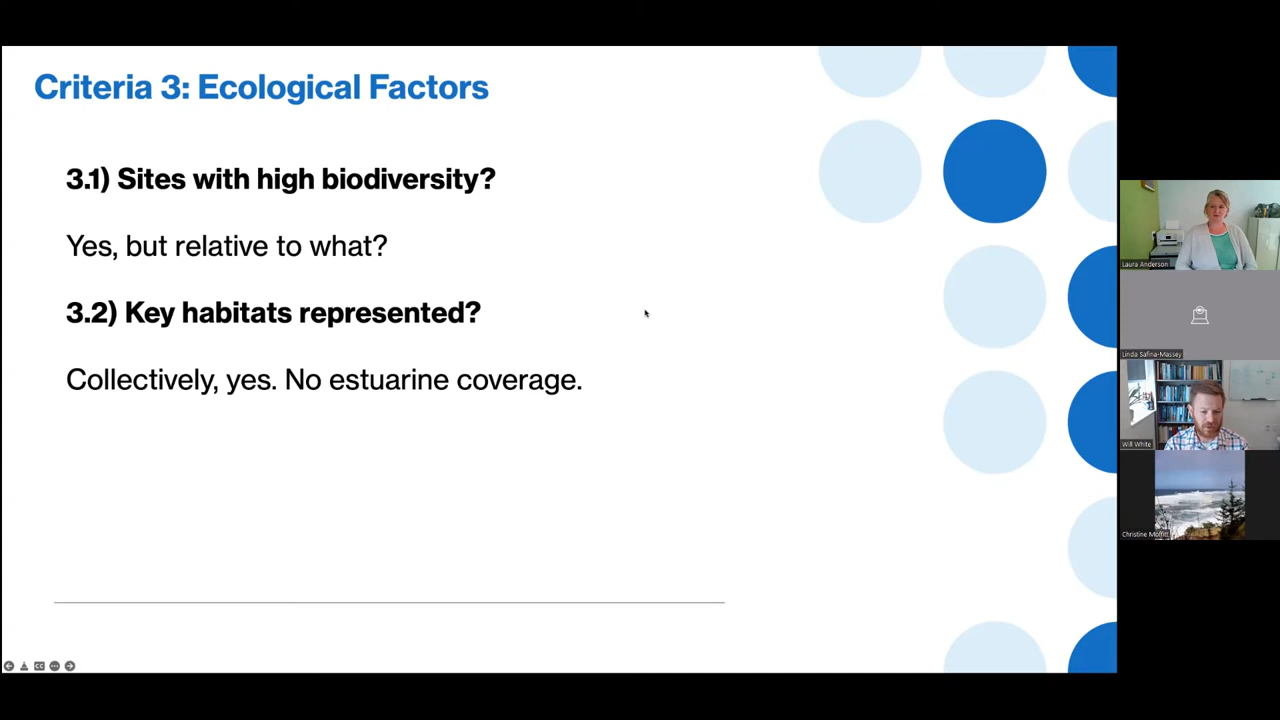 Criteria 3: Ecological Factors
3.1) Sites with high biodiversity?
Yes, but relative to what?
3.2) Key habitats represented?
Collectively, yes. No estuarine coverage.
Laura Anderson
Linda Safina-Massey
Will White
Christine Moffitt